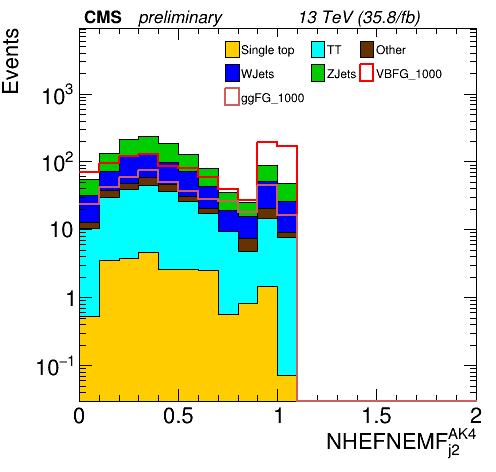 CMS preliminary 13 TeV (35.8/fb)
Events
Single top TT Other
WJets ZJets VBFG_1000
ggFG_1000
10³
10²
10
1
10⁻¹
0 0.5 1 1.5 2
NHEFNEMF^{AK4}_{j2}